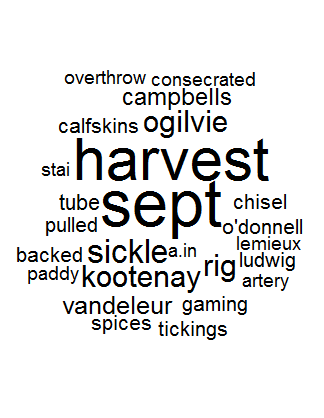 overthrow consecrated
campbells
calfskins ogilvie
harvest
stai
sept
tube chisel
pulled o'donnell
sickle a.in lemieux
backed rig ludwig
paddy kootenay artery
vandeleur gaming
spices tickings